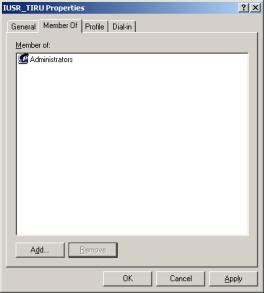 IUSR_TIRU Properties
General Member Of Profile Dial-in
Member of:
Administrators
Add... Remove
OK Cancel Apply